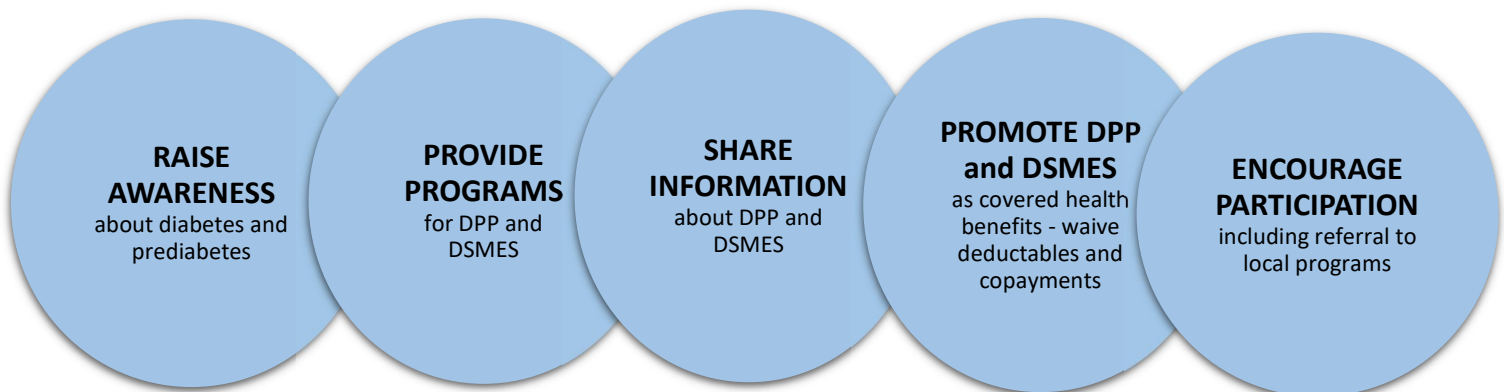 RAISE
AWARENESS
about diabetes and
prediabetes
PROVIDE
PROGRAMS
for DPP and
DSMES
SHARE
INFORMATION
about DPP and
DSMES
PROMOTE DPP
and DSMES
as covered health
benefits - waive
deductables and
copayments
ENCOURAGE
PARTICIPATION
including referral to
local programs